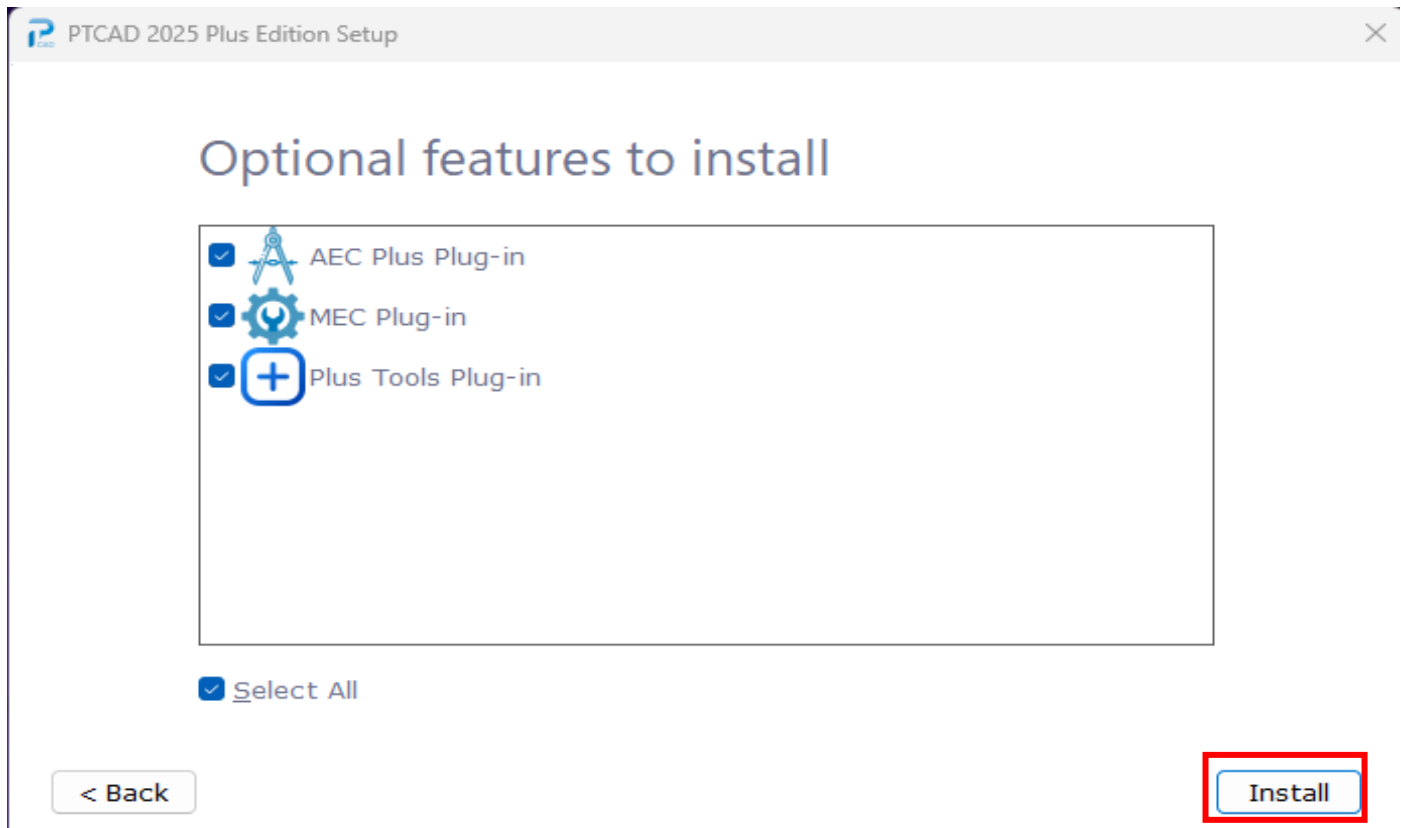 PTCAD 2025 Plus Edition Setup
Optional features to install
AEC Plus Plug-in
MEC Plug-in
Plus Tools Plug-in
Select All
< Back
Install